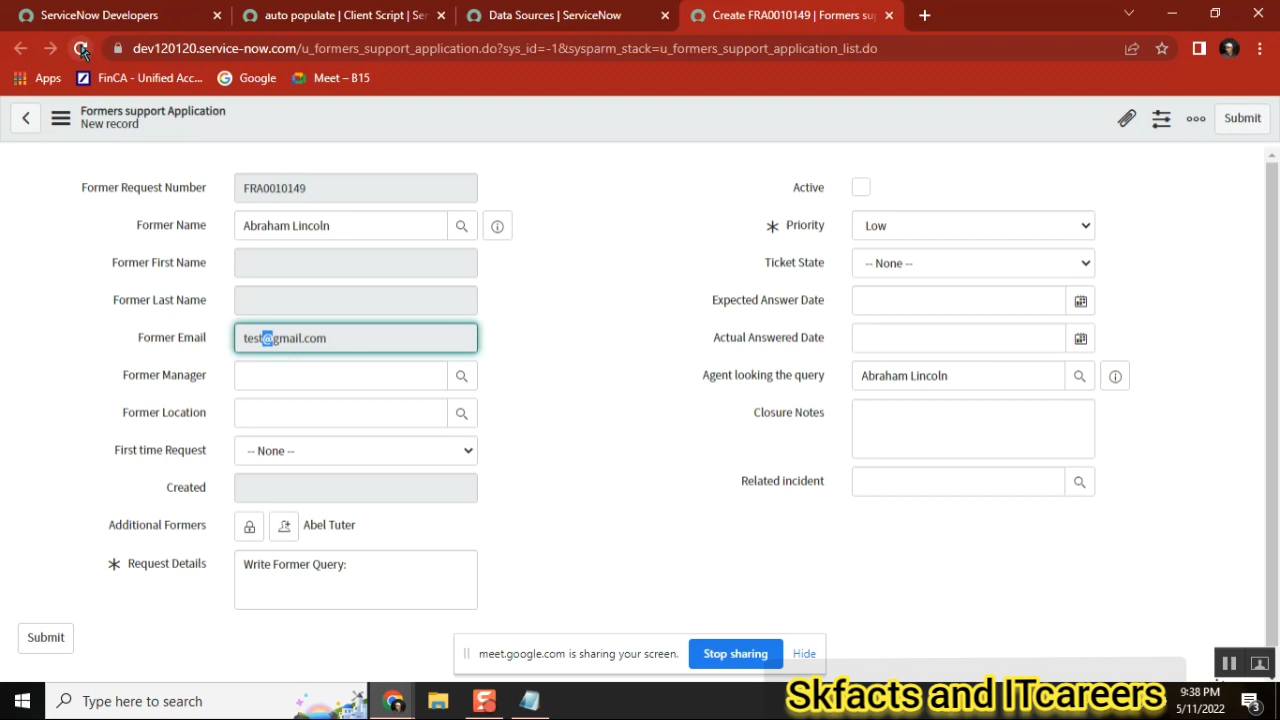 ServiceNow Developers
auto populate | Client Script | Ser
Data Sources | ServiceNow
Create FRA0010149 | Formers sup
dev120120.service-now.com/u_formers_support_application.do?sys_id=-1&sysparm_stack=u_formers_support_application_list.do
Apps
FinCA - Unified Acc...
Google
Meet – B15
Formers support Application
New record
Submit
Former Request Number
FRA0010149
Former Name
Abraham Lincoln
Former First Name
Former Last Name
Former Email
test@gmail.com
Former Manager
Former Location
First time Request
-- None --
Created
Additional Formers
Abel Tuter
Request Details
Write Former Query:
Active
Priority
Low
Ticket State
-- None --
Expected Answer Date
Actual Answered Date
Agent looking the query
Abraham Lincoln
Closure Notes
Related incident
Submit
meet.google.com is sharing your screen.
Stop sharing
Hide
Skfacts and ITcareers
Type here to search
9:38 PM
5/11/2022
3